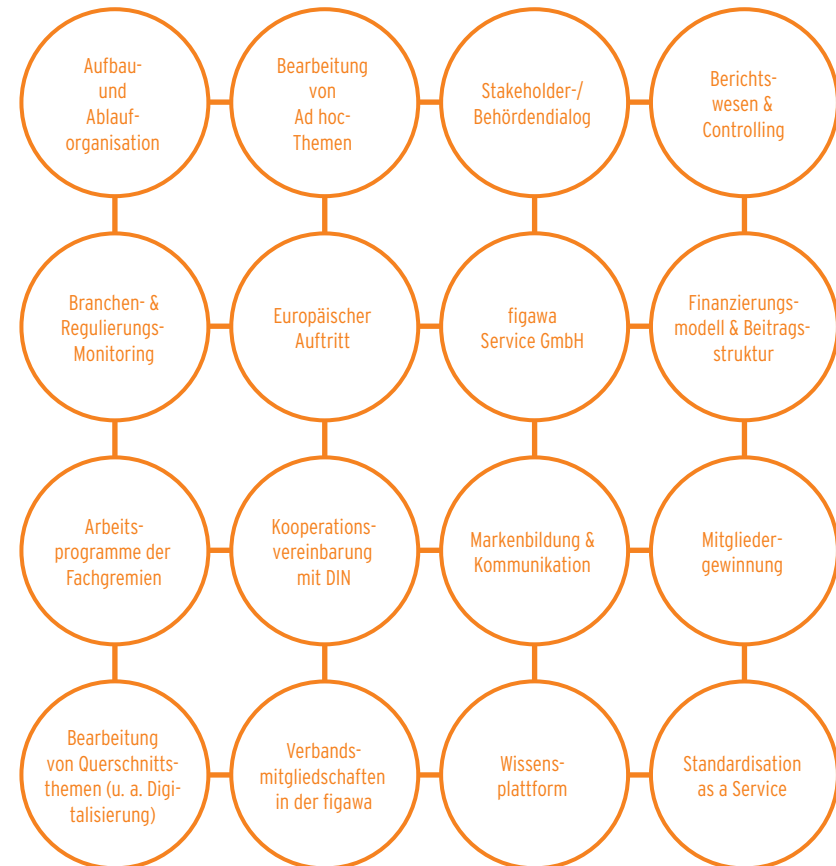 Aufbau-
und
Ablauf-
organisation
Bearbeitung
von
Ad hoc-
Themen
Stakeholder-/
Behördendialog
Berichts-
wesen &
Controlling
Branchen- &
Regulierungs-
Monitoring
Europäischer
Auftritt
figawa
Service GmbH
Finanzierungs-
modell & Beitrags-
struktur
Arbeits-
programme der
Fachgremien
Kooperations-
vereinbarung
mit DIN
Markenbildung &
Kommunikation
Mitglieder-
gewinnung
Bearbeitung
von Querschnitts-
themen (u. a. Digi-
talisierung)
Verbands-
mitgliedschaften
in der figawa
Wissens-
plattform
Standardisation
as a Service